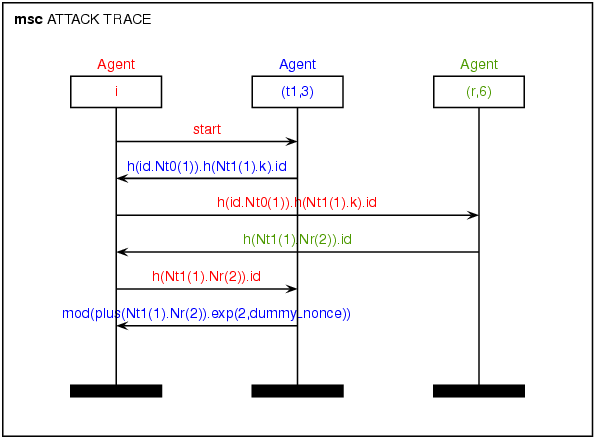 msc ATTACK TRACE
Agent Agent Agent
i (t1,3) (r,6)
start
h(id.Nt0(1)).h(Nt1(1).k).id
h(id.Nt0(1)).h(Nt1(1).k).id
h(Nt1(1).Nr(2)).id
h(Nt1(1).Nr(2)).id
mod(plus(Nt1(1).Nr(2)).exp(2,dummy_nonce))